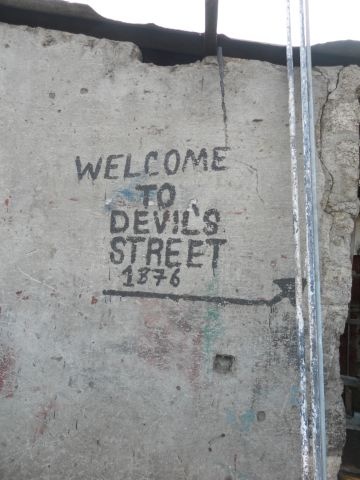 WELCOME
TO
DEVIL'S
STREET
1876